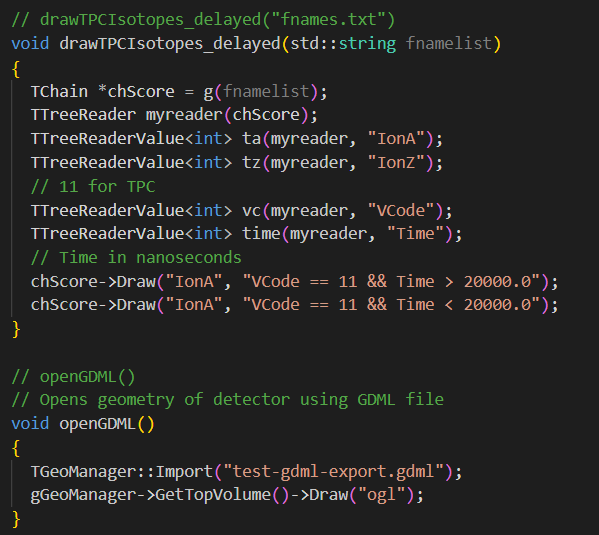 // drawTPCIsotopes_delayed("fnames.txt")
void drawTPCIsotopes_delayed(std::string fnamelist)
{
  TChain *chScore = g(fnamelist);
  TTreeReader myreader(chScore);
  TTreeReaderValue<int> ta(myreader, "IonA");
  TTreeReaderValue<int> tz(myreader, "IonZ");
  // 11 for TPC
  TTreeReaderValue<int> vc(myreader, "VCode");
  TTreeReaderValue<int> time(myreader, "Time");
  // Time in nanoseconds
  chScore->Draw("IonA", "VCode == 11 && Time > 20000.0");
  chScore->Draw("IonA", "VCode == 11 && Time < 20000.0");
}

// openGDML()
// Opens geometry of detector using GDML file
void openGDML()
{
  TGeoManager::Import("test-gdml-export.gdml");
  gGeoManager->GetTopVolume()->Draw("ogl");
}